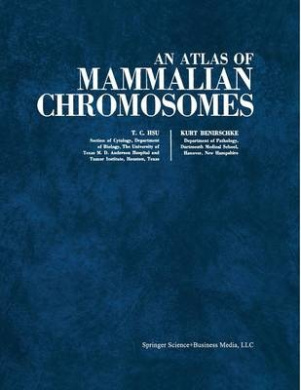 AN ATLAS OF
MAMMALIAN
CHROMOSOMES
T. C. HSU
Section of Cytology, Department
of Biology, The University of
Texas M. D. Anderson Hospital and
Tumor Institute, Houston, Texas
KURT BENIRSCHKE
Department of Pathology,
Dartmouth Medical School,
Hanover, New Hampshire
Springer Science+Business Media, LLC